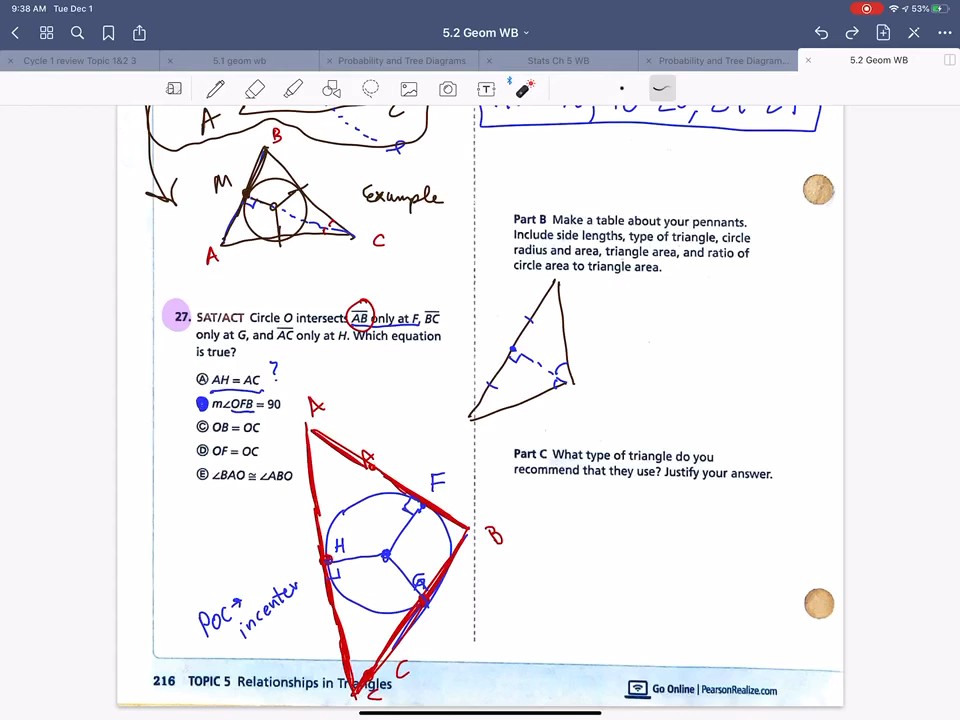 9:38 AM Tue Dec 1
53%
5.2 Geom WB
Cycle 1 review Topic 1&2 3
5.1 geom wb
Probability and Tree Diagrams
Stats Ch 5 WB
Probability and Tree Diagram...
5.2 Geom WB
A
C
B
M
Example
A
C
27. SAT/ACT Circle O intersects AB only at F, BC
only at G, and AC only at H. Which equation
is true?
A AH = AC ?
m∠OFB = 90
C OB = OC
D OF = OC
E ∠BAO ≅ ∠ABO
A
F
B
H
G
POC → incenter
C
C
216 TOPIC 5 Relationships in Triangles
Part B Make a table about your pennants.
Include side lengths, type of triangle, circle
radius and area, triangle area, and ratio of
circle area to triangle area.
Part C What type of triangle do you
recommend that they use? Justify your answer.
Go Online | PearsonRealize.com